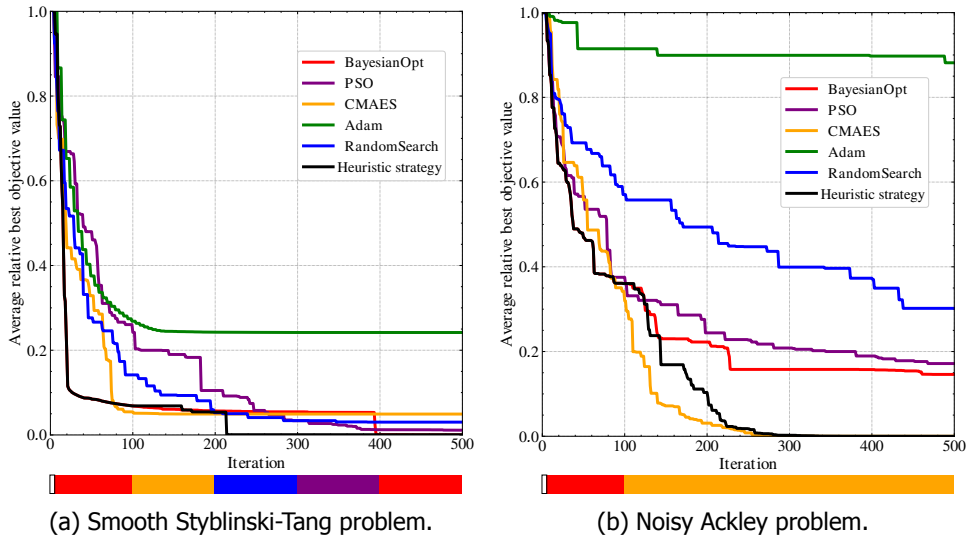 Average relative best objective value
1.0
0.8
0.6
0.4
0.2
0.0
0
100
200
300
400
500
Iteration
BayesianOpt
PSO
CMAES
Adam
RandomSearch
Heuristic strategy
(a) Smooth Styblinski-Tang problem.
Average relative best objective value
1.0
0.8
0.6
0.4
0.2
0.0
0
100
200
300
400
500
Iteration
BayesianOpt
PSO
CMAES
Adam
RandomSearch
Heuristic strategy
(b) Noisy Ackley problem.